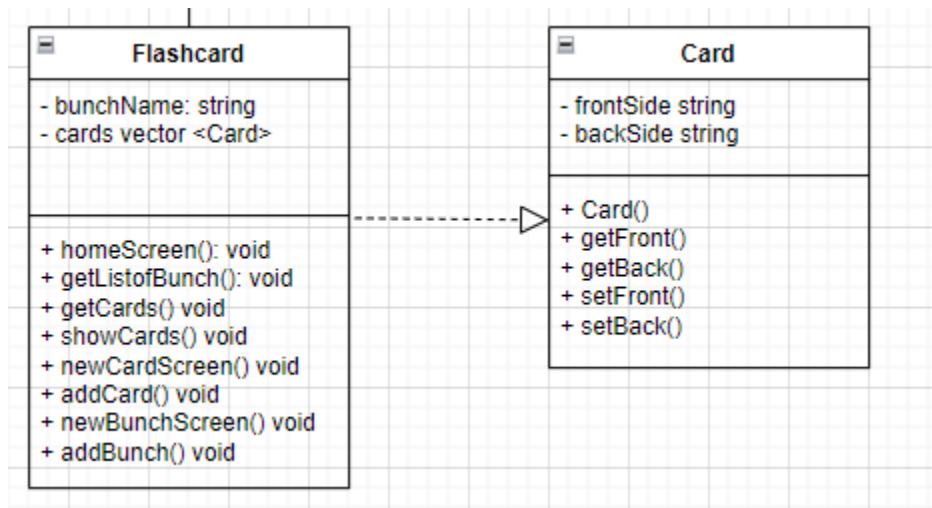 Flashcard
- bunchName: string
- cards vector <Card>
+ homeScreen(): void
+ getListofBunch(): void
+ getCards() void
+ showCards() void
+ newCardScreen() void
+ addCard() void
+ newBunchScreen() void
+ addBunch() void
Card
- frontSide string
- backSide string
+ Card()
+ getFront()
+ getBack()
+ setFront()
+ setBack()